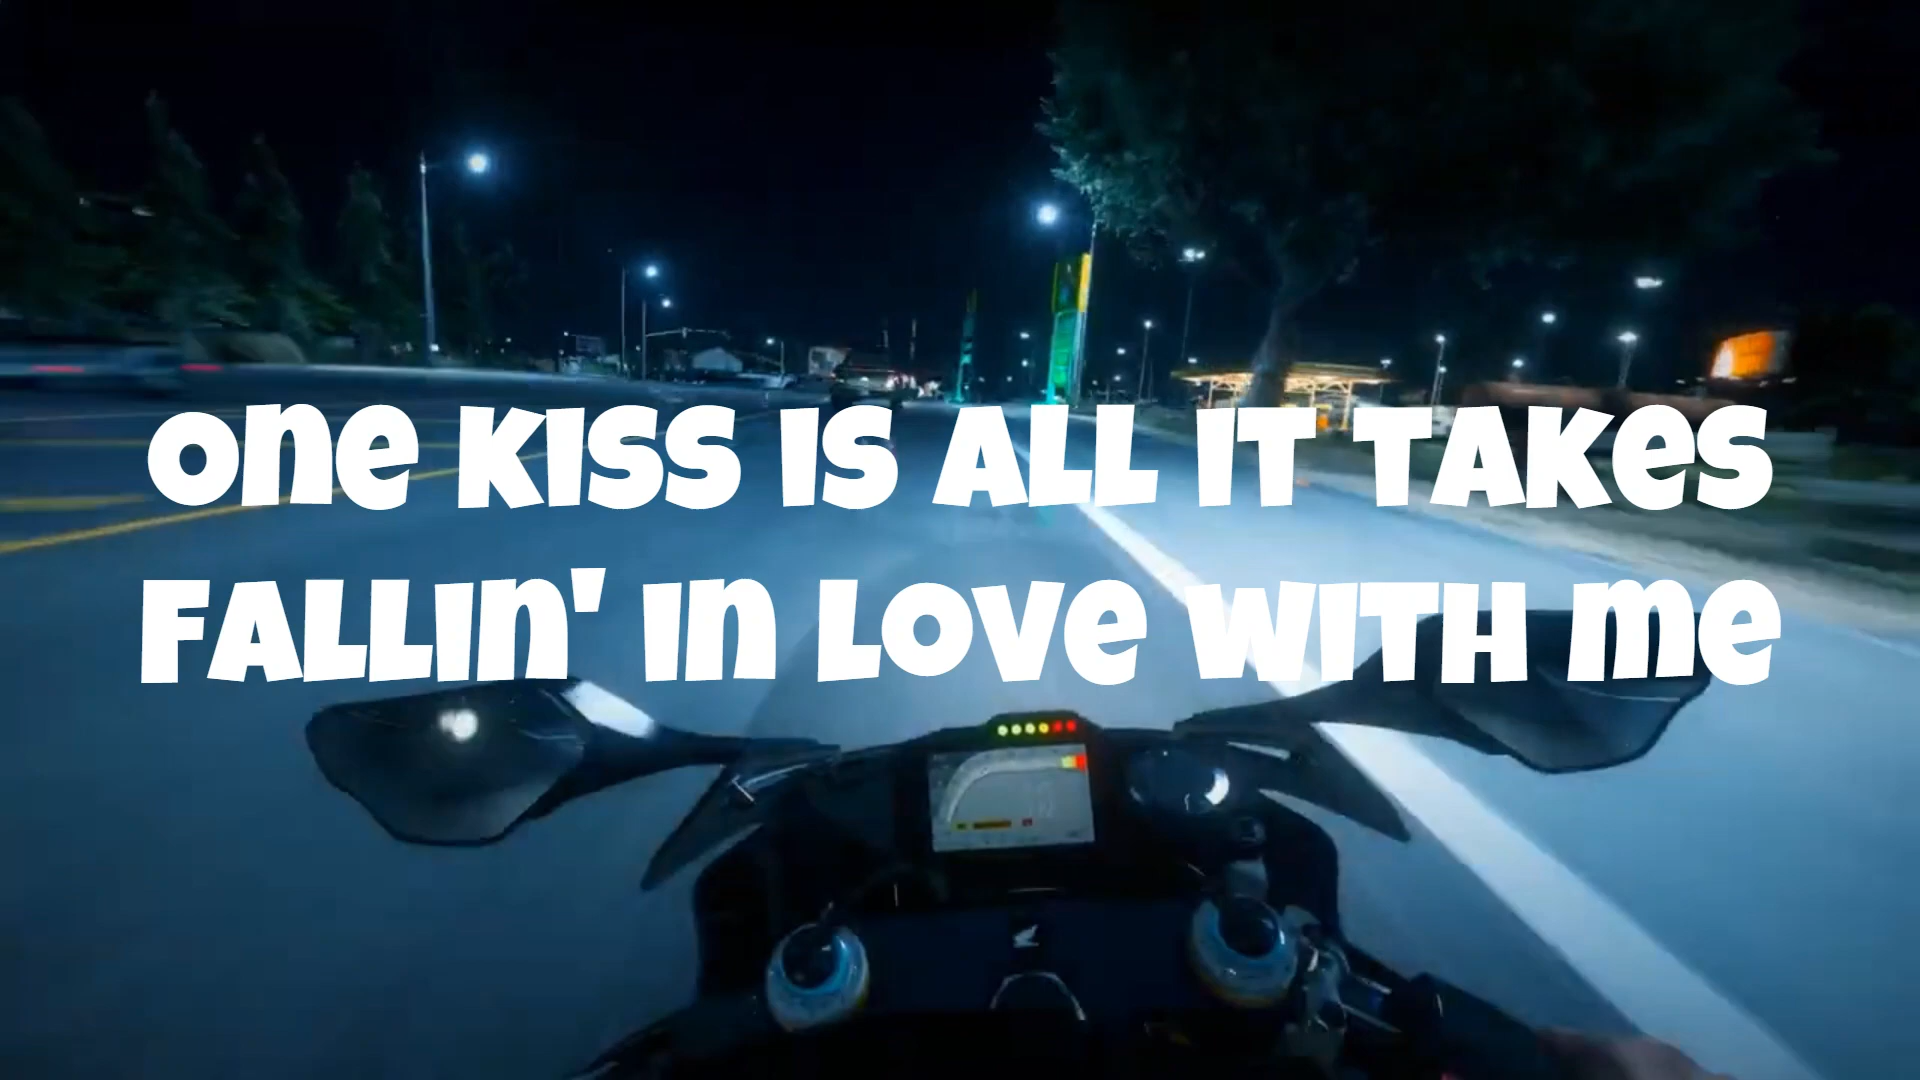 one kiss is all it takes
fallin' in love with me